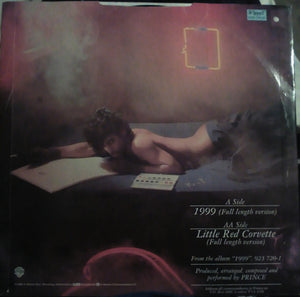 A Side
1999 (Full length version)
AA Side
Little Red Corvette
(Full length version)
From the album "1999" 923 720-1
Produced, arranged, composed and
performed by PRINCE